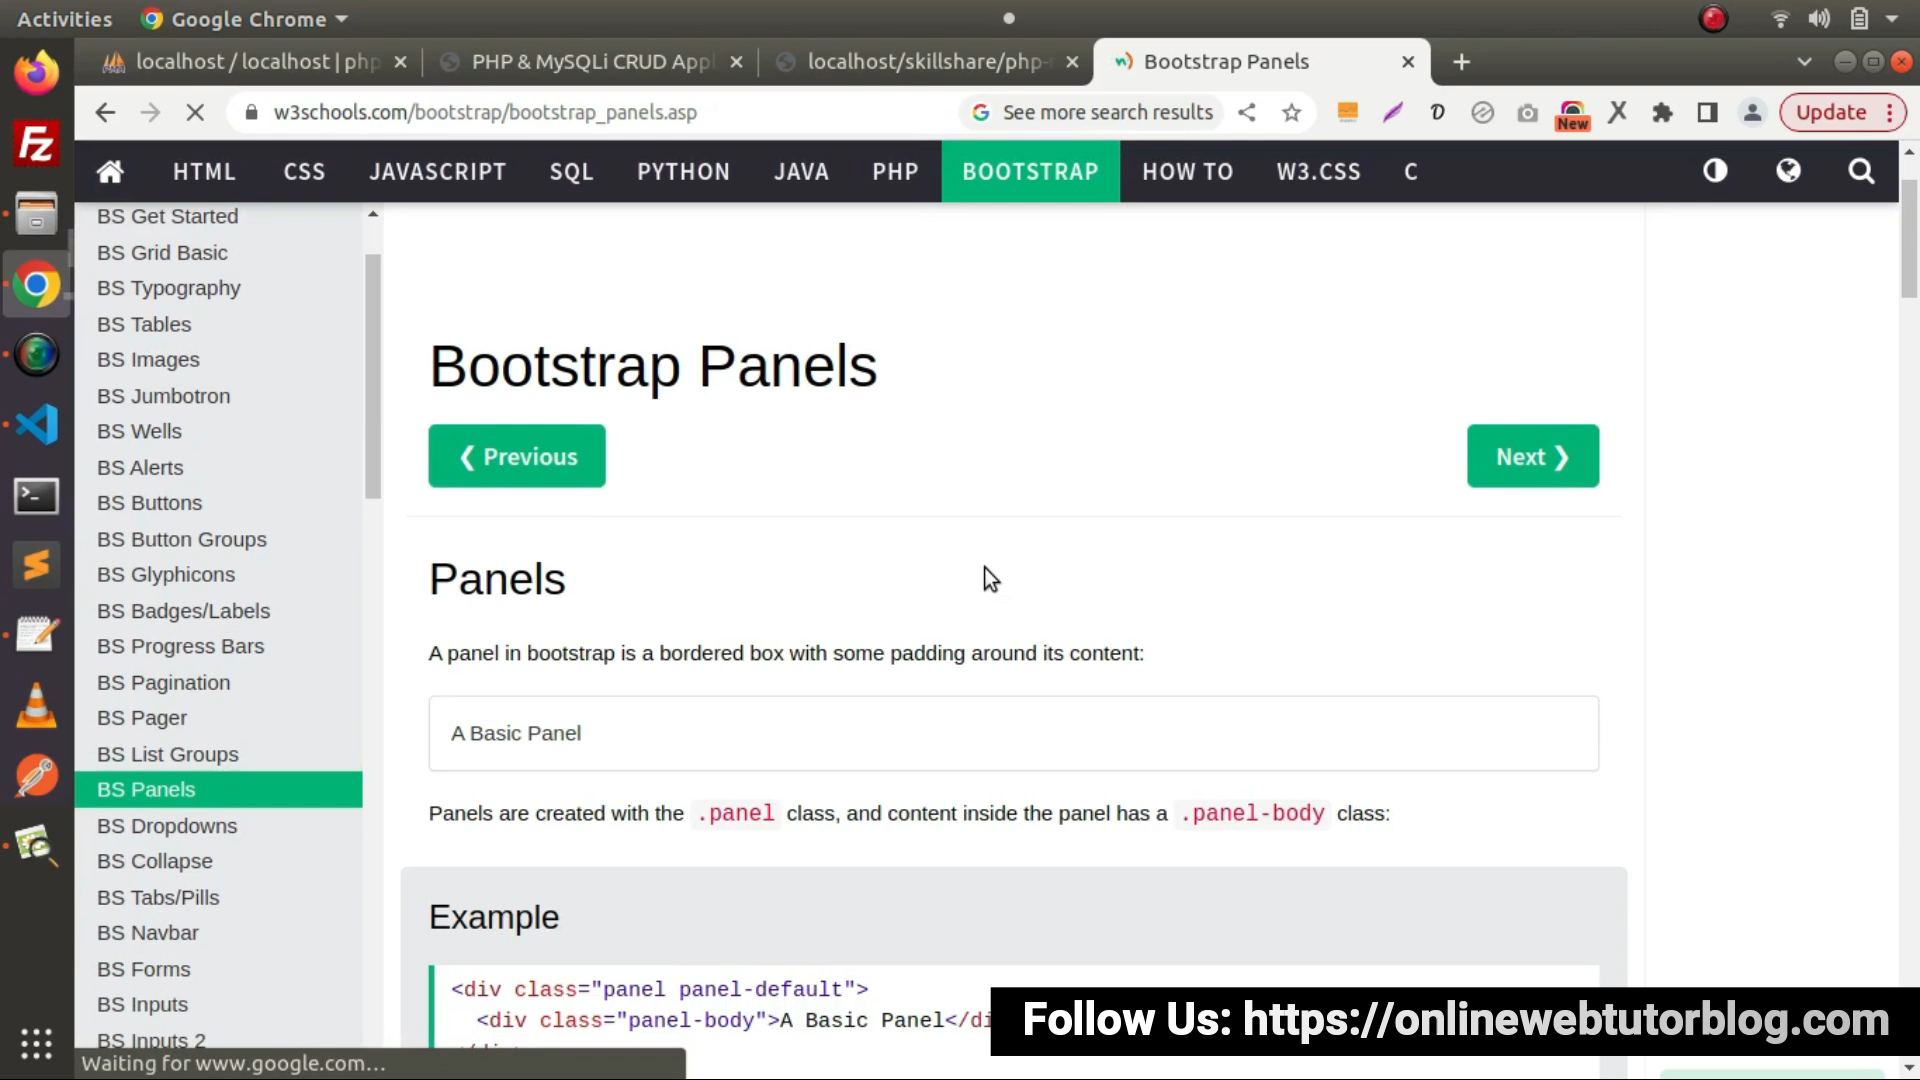 Activities
Google Chrome
localhost / localhost | php
PHP & MySQLi CRUD Appl
localhost/skillshare/php-
Bootstrap Panels
w3schools.com/bootstrap/bootstrap_panels.asp
See more search results
New
Update
HTML
CSS
JAVASCRIPT
SQL
PYTHON
JAVA
PHP
BOOTSTRAP
HOW TO
W3.CSS
C
BS Get Started
BS Grid Basic
BS Typography
BS Tables
BS Images
BS Jumbotron
BS Wells
BS Alerts
BS Buttons
BS Button Groups
BS Glyphicons
BS Badges/Labels
BS Progress Bars
BS Pagination
BS Pager
BS List Groups
BS Panels
BS Dropdowns
BS Collapse
BS Tabs/Pills
BS Navbar
BS Forms
BS Inputs
BS Inputs 2
Bootstrap Panels
❮ Previous
Next ❯
Panels
A panel in bootstrap is a bordered box with some padding around its content:
A Basic Panel
Panels are created with the .panel class, and content inside the panel has a .panel-body class:
Example
<div class="panel panel-default">
<div class="panel-body">A Basic Panel</di
Follow Us: https://onlinewebtutorblog.com
Waiting for www.google.com...